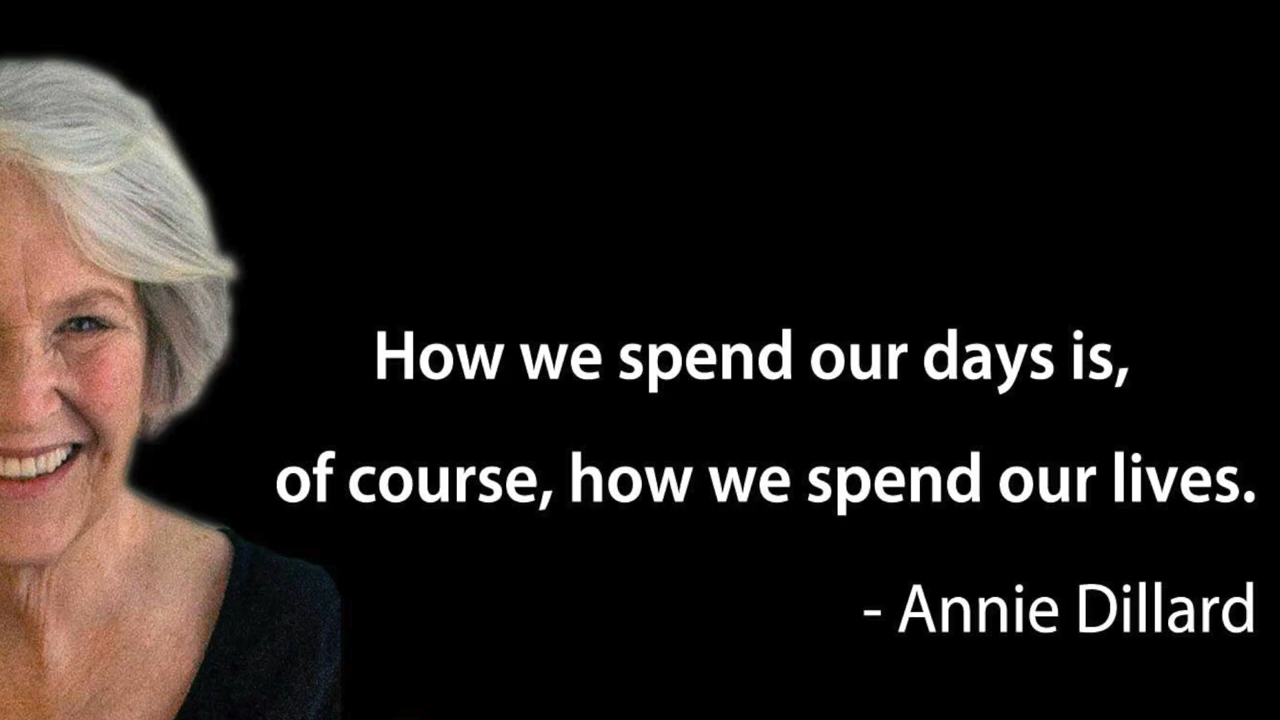 How we spend our days is,
of course, how we spend our lives.
- Annie Dillard